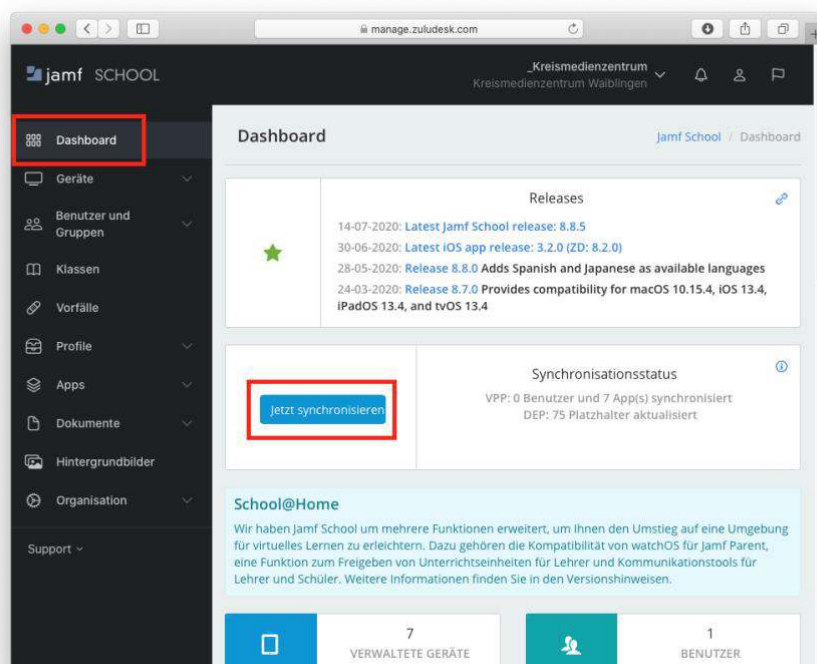 manage.zuludesk.com
jamf SCHOOL
_Kreismedienzentrum
Kreismedienzentrum Waiblingen
Dashboard
Geräte
Benutzer und
Gruppen
Klassen
Vorfälle
Profile
Apps
Dokumente
Hintergrundbilder
Organisation
Support
Dashboard
Jamf School / Dashboard
Releases
14-07-2020: Latest Jamf School release: 8.8.5
30-06-2020: Latest iOS app release: 3.2.0 (ZD: 8.2.0)
28-05-2020: Release 8.8.0 Adds Spanish and Japanese as available languages
24-03-2020: Release 8.7.0 Provides compatibility for macOS 10.15.4, iOS 13.4,
iPadOS 13.4, and tvOS 13.4
Jetzt synchronisieren
Synchronisationsstatus
VPP: 0 Benutzer und 7 App(s) synchronisiert
DEP: 75 Platzhalter aktualisiert
School@Home
Wir haben Jamf School um mehrere Funktionen erweitert, um Ihnen den Umstieg auf eine Umgebung
für virtuelles Lernen zu erleichtern. Dazu gehören die Kompatibilität von watchOS für Jamf Parent,
eine Funktion zum Freigeben von Unterrichtseinheiten für Lehrer und Kommunikationstools für
Lehrer und Schüler. Weitere Informationen finden Sie in den Versionshinweisen.
7
VERWALTETE GERÄTE
1
BENUTZER